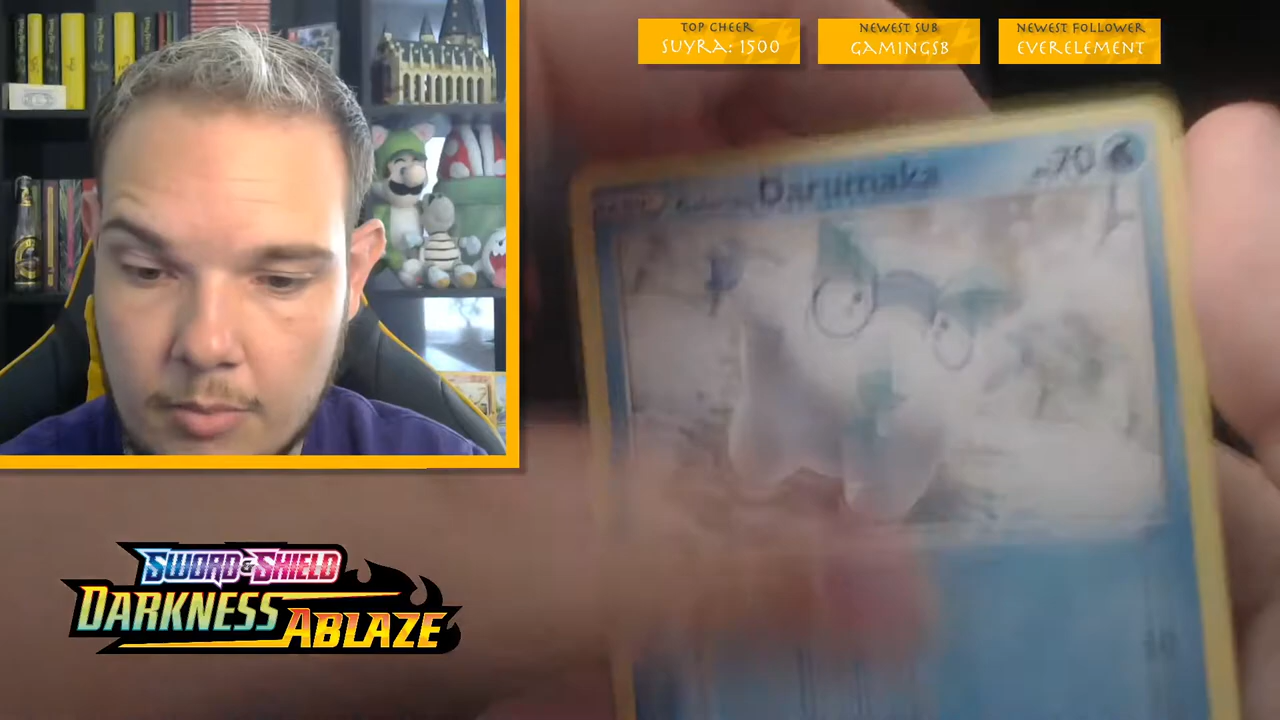 TOP CHEER
SUYRA: 1500
NEWEST SUB
GAMINGSB
NEWEST FOLLOWER
EVERELEMENT
Darumaka
70
SWORD & SHIELD
DARKNESS
ABLAZE